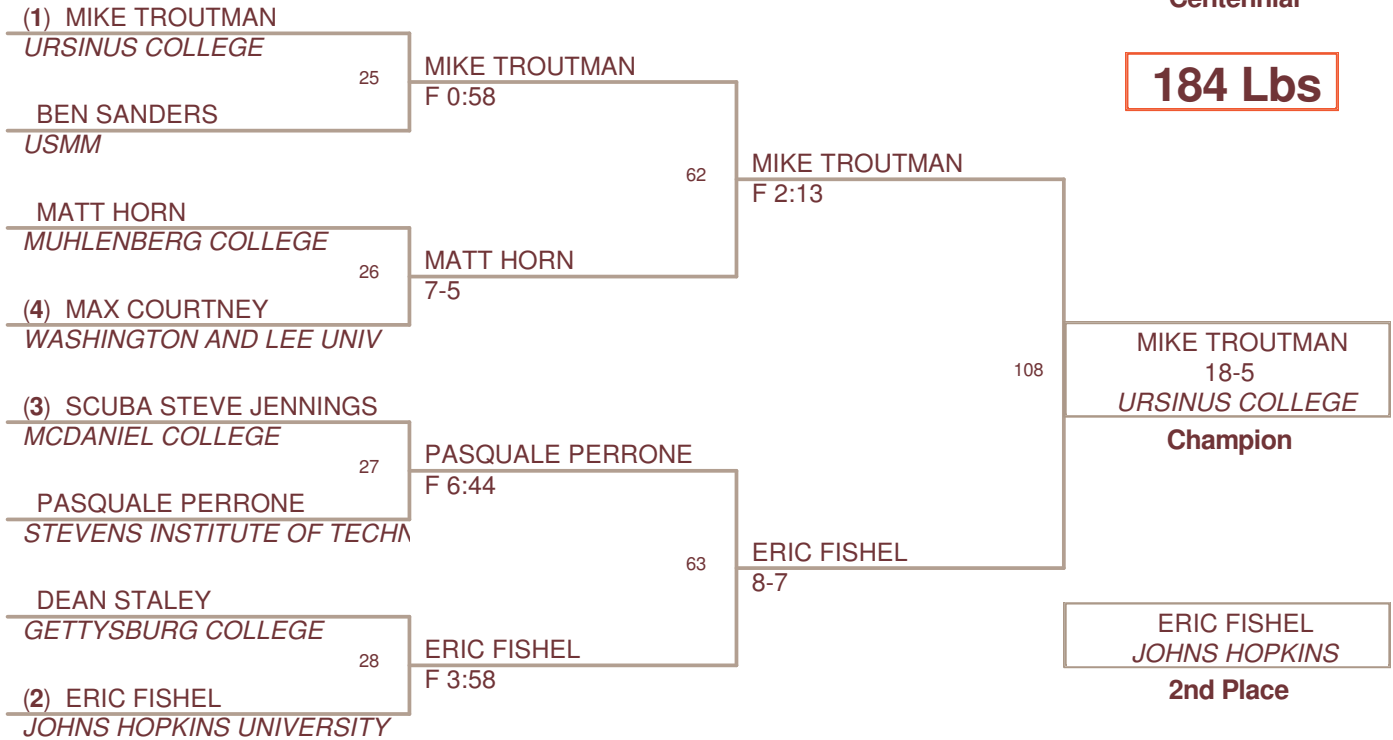 Centennial
184 Lbs
(1) MIKE TROUTMAN
URSINUS COLLEGE
25
BEN SANDERS
USMM
MATT HORN
MUHLENBERG COLLEGE
26
(4) MAX COURTNEY
WASHINGTON AND LEE UNIV
(3) SCUBA STEVE JENNINGS
MCDANIEL COLLEGE
27
PASQUALE PERRONE
STEVENS INSTITUTE OF TECHN
DEAN STALEY
GETTYSBURG COLLEGE
28
(2) ERIC FISHEL
JOHNS HOPKINS UNIVERSITY
MIKE TROUTMAN
F 0:58
62
MATT HORN
7-5
PASQUALE PERRONE
F 6:44
63
ERIC FISHEL
F 3:58
MIKE TROUTMAN
F 2:13
108
ERIC FISHEL
8-7
MIKE TROUTMAN
18-5
URSINUS COLLEGE
Champion
ERIC FISHEL
JOHNS HOPKINS
2nd Place